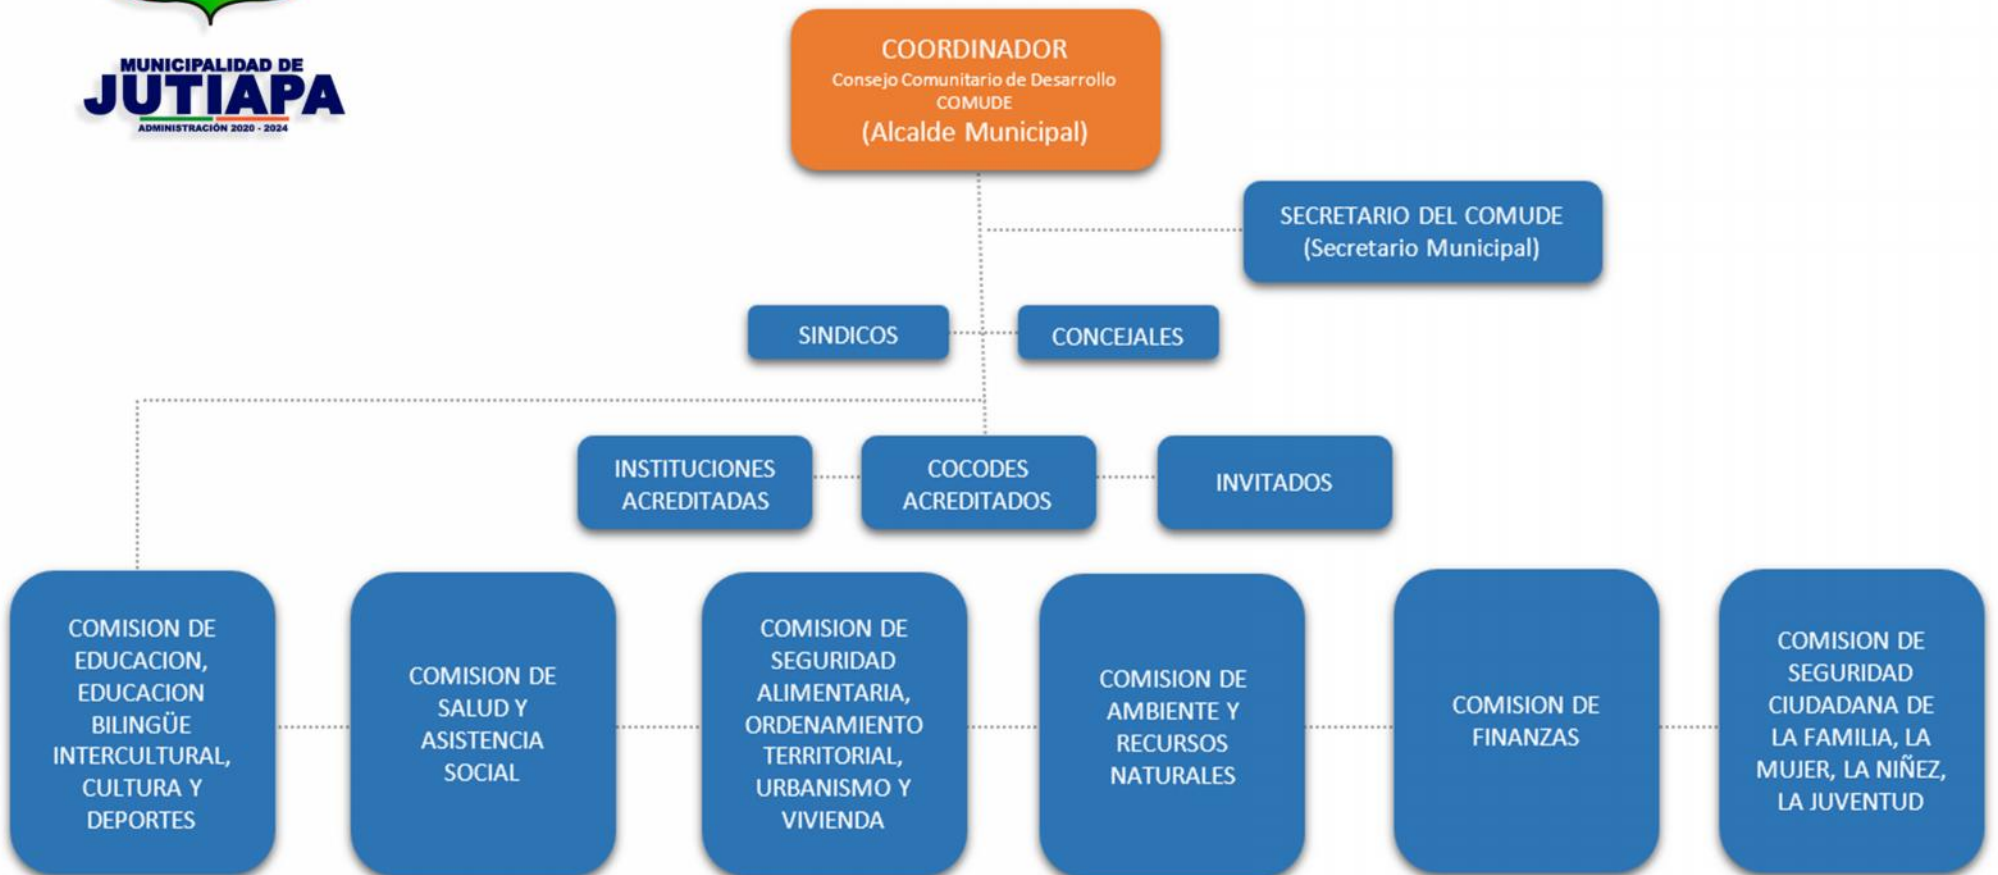 MUNICIPALIDAD DE
JUTIAPA
ADMINISTRACIÓN 2020 - 2024
COORDINADOR
Consejo Comunitario de Desarrollo
COMUDE
(Alcalde Municipal)
SECRETARIO DEL COMUDE
(Secretario Municipal)
SINDICOS
CONCEJALES
INSTITUCIONES
ACREDITADAS
COCODES
ACREDITADOS
INVITADOS
COMISION DE
EDUCACION,
EDUCACION
BILINGÜE
INTERCULTURAL,
CULTURA Y
DEPORTES
COMISION DE
SALUD Y
ASISTENCIA
SOCIAL
COMISION DE
SEGURIDAD
ALIMENTARIA,
ORDENAMIENTO
TERRITORIAL,
URBANISMO Y
VIVIENDA
COMISION DE
AMBIENTE Y
RECURSOS
NATURALES
COMISION DE
FINANZAS
COMISION DE
SEGURIDAD
CIUDADANA DE
LA FAMILIA, LA
MUJER, LA NIÑEZ,
LA JUVENTUD